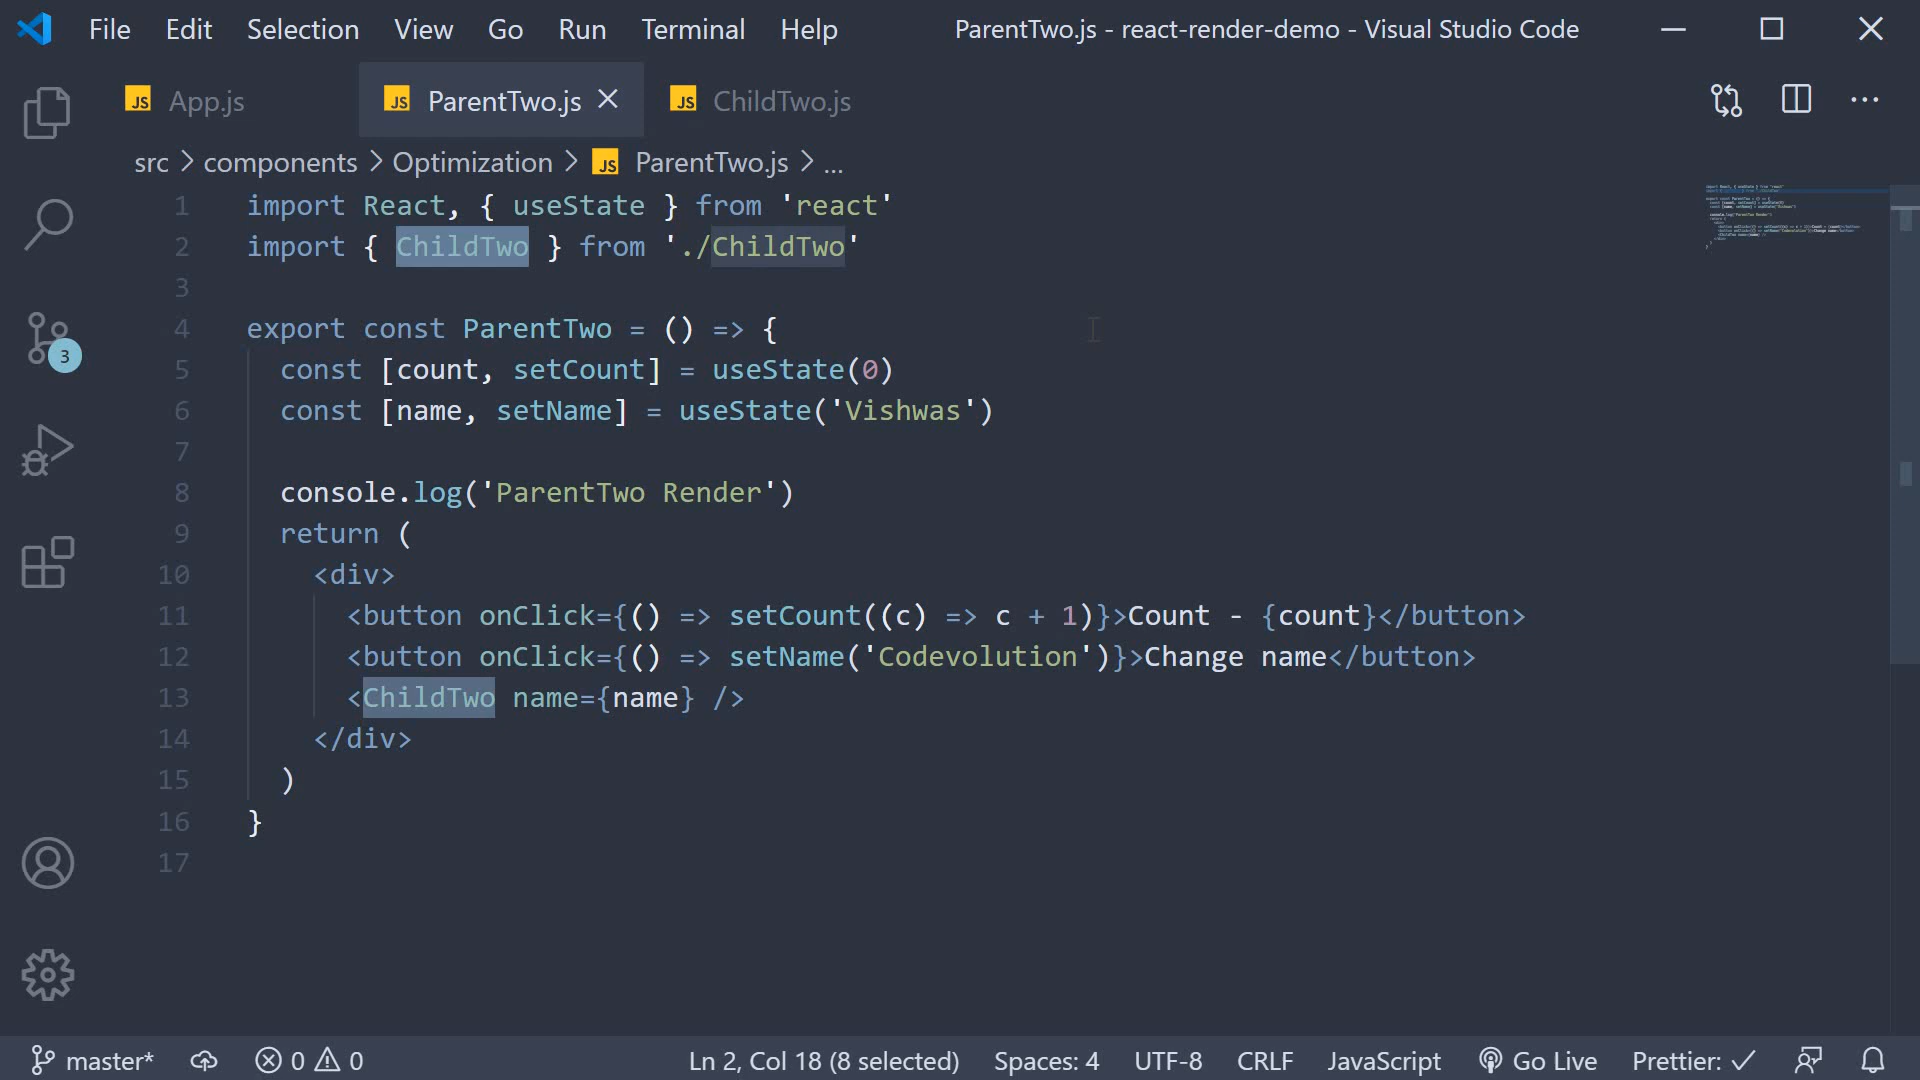 File Edit Selection View Go Run Terminal Help ParentTwo.js - react-render-demo - Visual Studio Code
JS App.js JS ParentTwo.js JS ChildTwo.js
src > components > Optimization > JS ParentTwo.js > ...
1 import React, { useState } from 'react'
2 import { ChildTwo } from './ChildTwo'
3
4 export const ParentTwo = () => {
5 const [count, setCount] = useState(0)
6 const [name, setName] = useState('Vishwas')
7
8 console.log('ParentTwo Render')
9 return (
10 <div>
11 <button onClick={() => setCount((c) => c + 1)}>Count - {count}</button>
12 <button onClick={() => setName('Codevolution')}>Change name</button>
13 <ChildTwo name={name} />
14 </div>
15 )
16 }
17
3
master* 0 0 Ln 2, Col 18 (8 selected) Spaces: 4 UTF-8 CRLF JavaScript Go Live Prettier: ✓